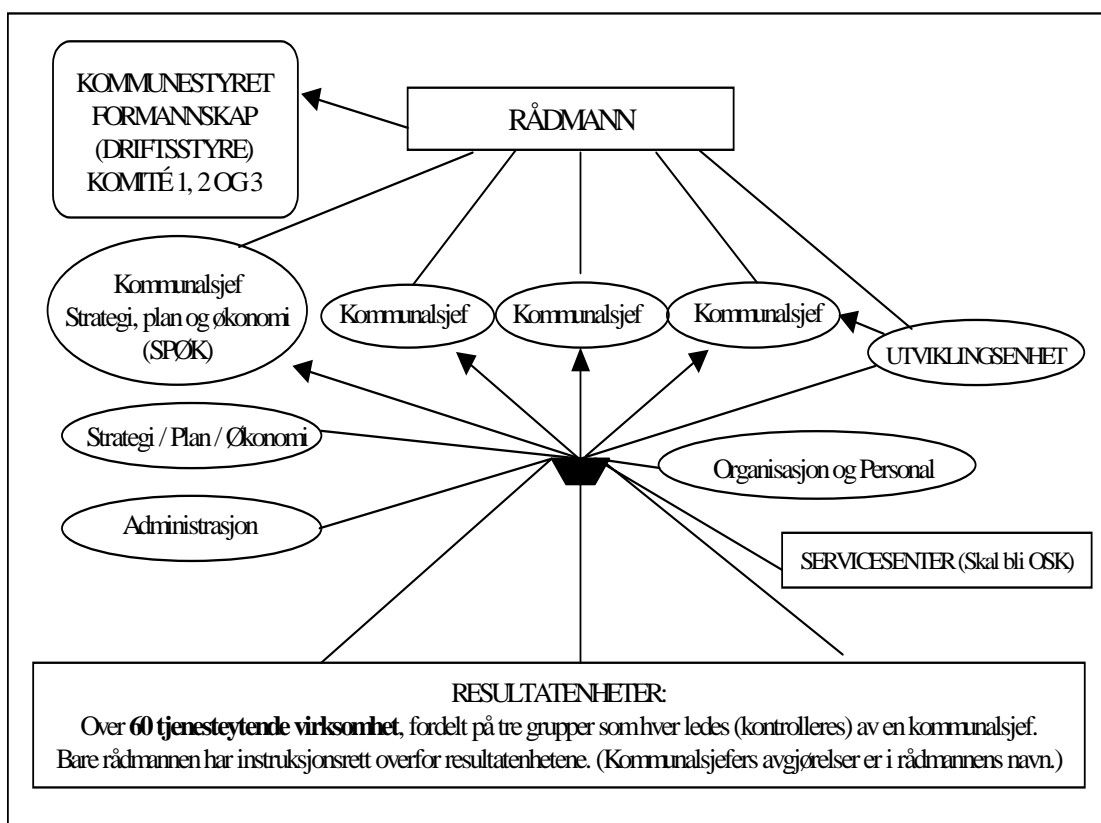 KOMMUNESTYRET
FORMANNSKAP
(DRIFTSSTYRE)
KOMITÉ 1, 2 OG 3
RÅDMANN
Kommunalsjef
Strategi, plan og økonomi
(SPØK)
Kommunalsjef
Kommunalsjef
Kommunalsjef
UTVIKLINGSENHET
Strategi / Plan / Økonomi
Organisasjon og Personal
Administrasjon
SERVICESENTER (Skal bli OSK)
RESULTATENHETER:
Over 60 tjenesteytende virksomhet, fordelt på tre grupper som hver ledes (kontrolleres) av en kommunalsjef.
Bare rådmannen har instruksjonsrett overfor resultatenhetene. (Kommunalsjefers avgjørelser er i rådmannens navn.)